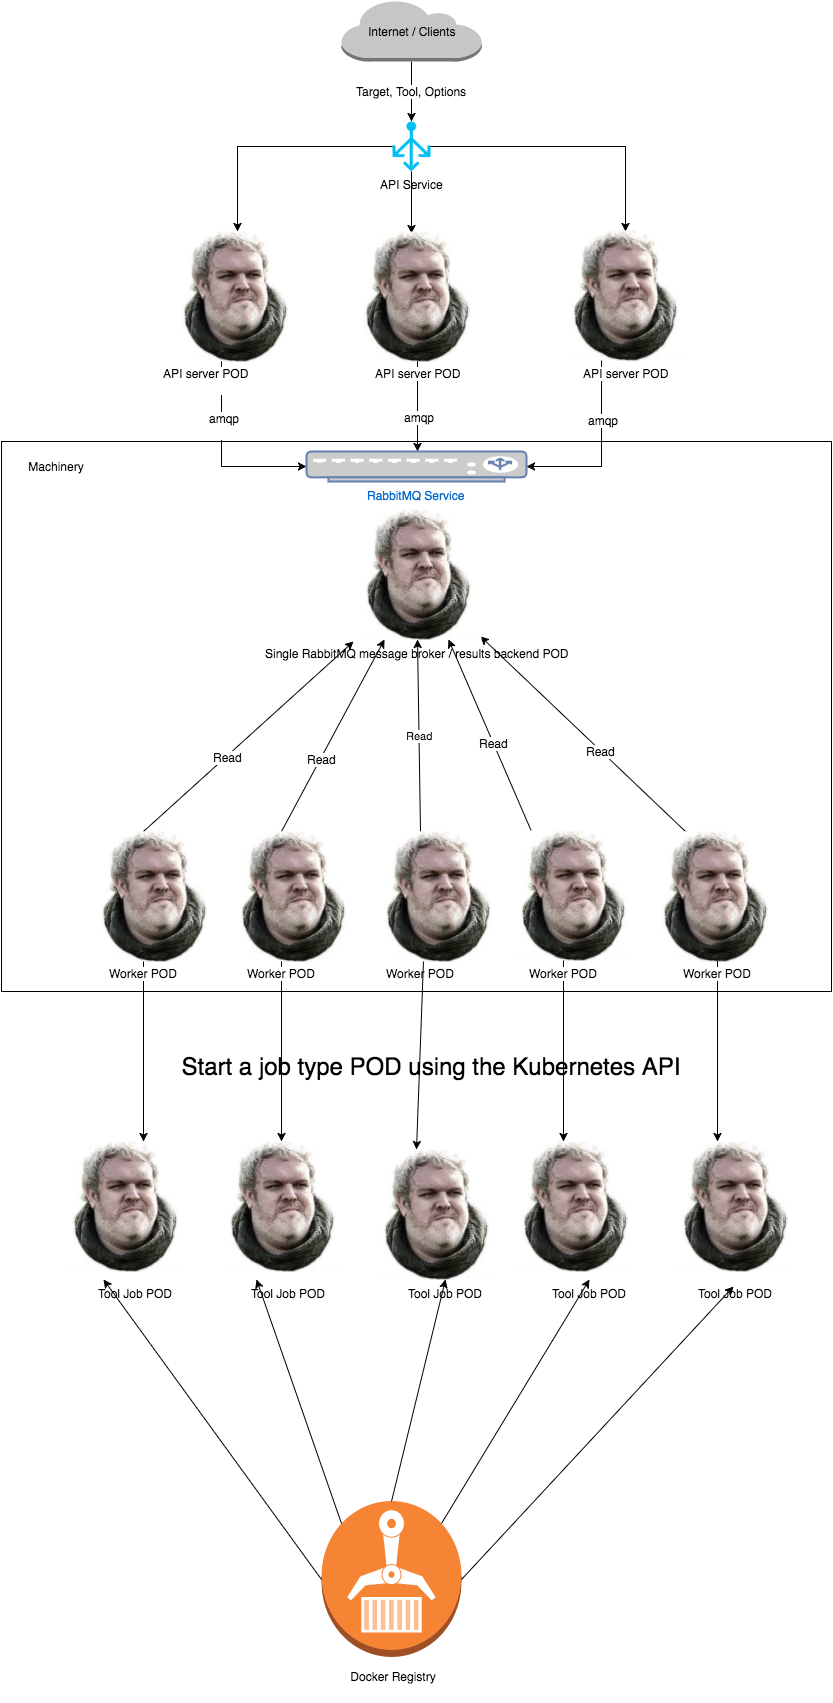 Internet / Clients
Target, Tool, Options
API Service
API server POD
API server POD
API server POD
amqp
amqp
amqp
Machinery
RabbitMQ Service
Single RabbitMQ message broker / results backend POD
Read
Read
Read
Read
Read
Worker POD
Worker POD
Worker POD
Worker POD
Worker POD
Start a job type POD using the Kubernetes API
Tool Job POD
Tool Job POD
Tool Job POD
Tool Job POD
Tool Job POD
Docker Registry